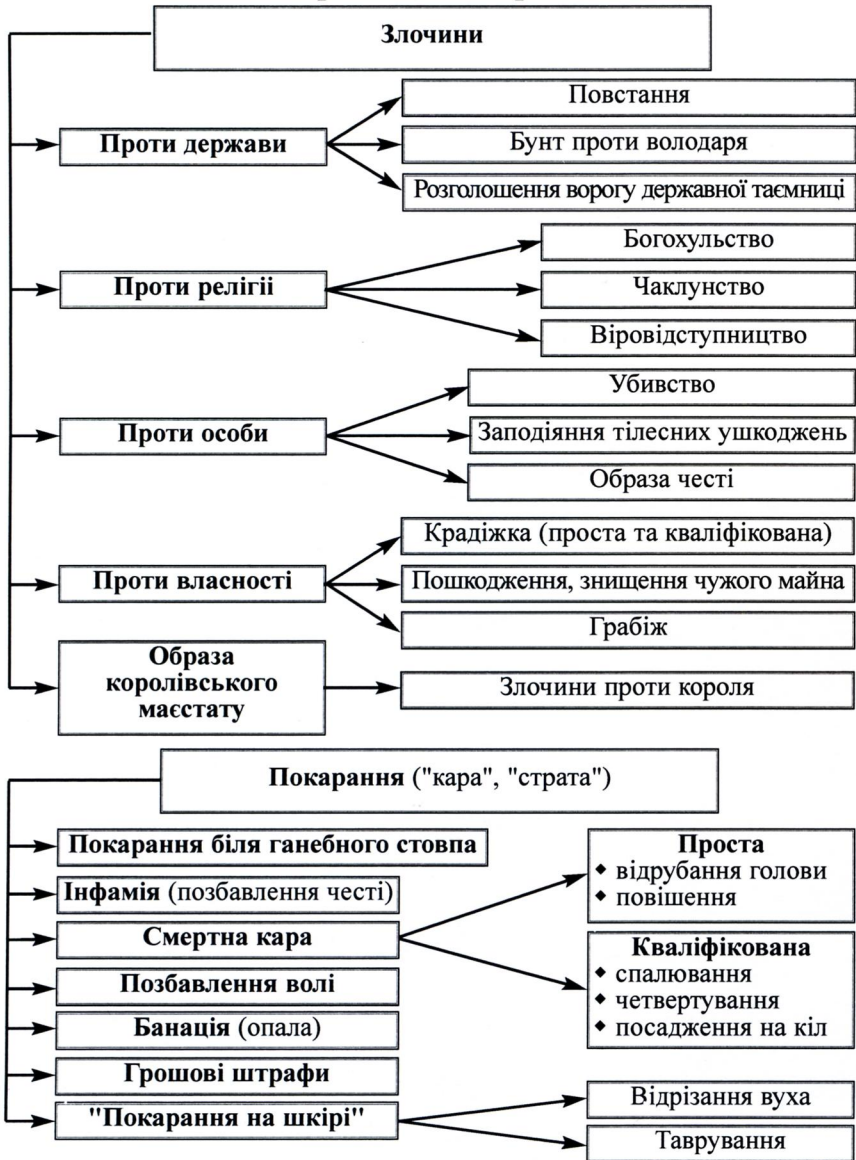 Злочини
Проти держави
Повстання
Бунт проти володаря
Розголошення ворогу державної таємниці
Проти релігії
Богохульство
Чаклунство
Віровідступництво
Проти особи
Убивство
Заподіяння тілесних ушкоджень
Образа честі
Проти власності
Крадіжка (проста та кваліфікована)
Пошкодження, знищення чужого майна
Грабіж
Образа
королівського
маєстату
Злочини проти короля
Покарання ("кара", "страта")
Покарання біля ганебного стовпа
Інфамія (позбавлення честі)
Смертна кара
Проста
◆ відрубання голови
◆ повішення
Кваліфікована
◆ спалювання
◆ четвертування
◆ посадження на кіл
Позбавлення волі
Банація (опала)
Грошові штрафи
"Покарання на шкірі"
Відрізання вуха
Таврування